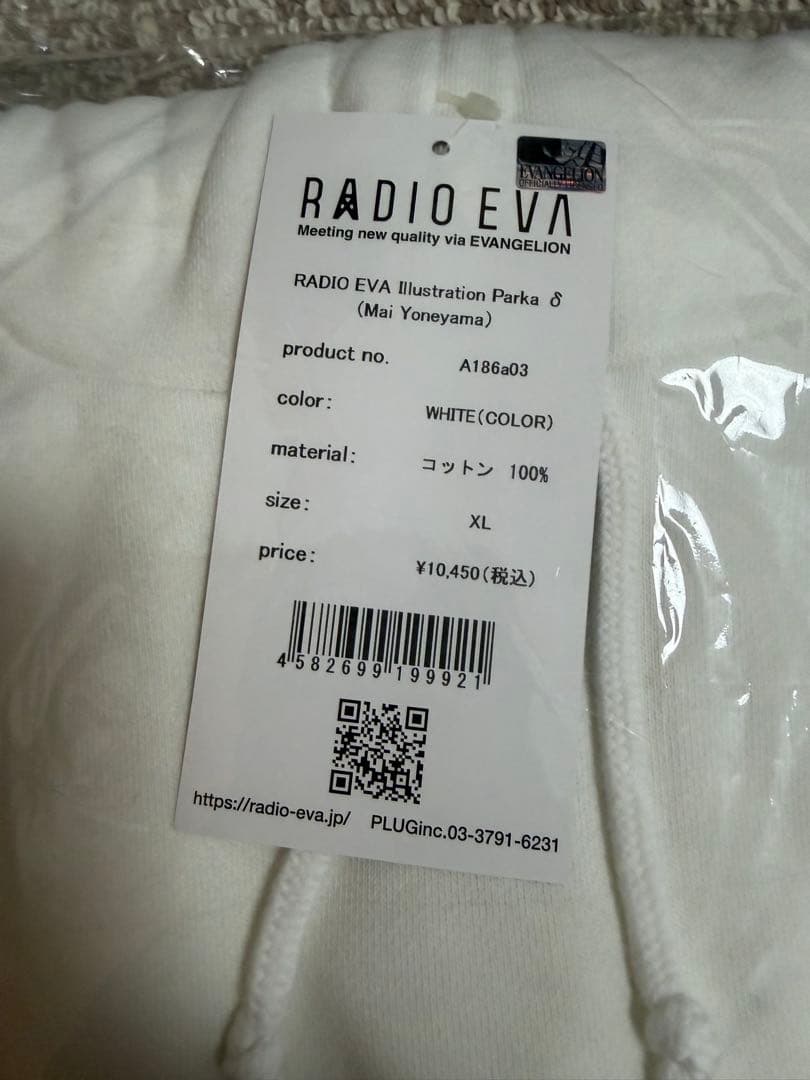 EVANGELION
OFFICIALLY LICENSED
RADIO EVA
Meeting new quality via EVANGELION
RADIO EVA Illustration Parka δ
(Mai Yoneyama)
product no. A186a03
color: WHITE(COLOR)
material: コットン 100%
size: XL
price: ¥10,450(税込)
4582699199921
https://radio-eva.jp/ PLUGinc.03-3791-6231